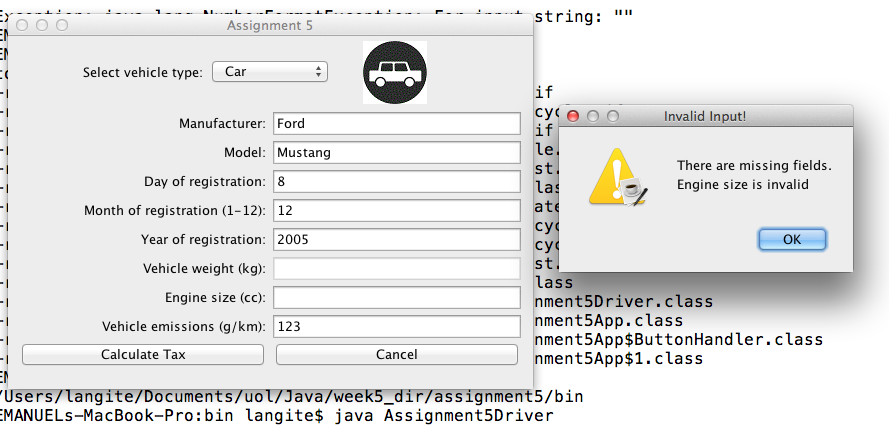 Exception: java.lang.NumberFormatException: For input string: ""
Assignment 5
Select vehicle type: Car
Manufacturer: Ford
Model: Mustang
Day of registration: 8
Month of registration (1-12): 12
Year of registration: 2005
Vehicle weight (kg):
Engine size (cc):
Vehicle emissions (g/km): 123
Calculate Tax
Cancel
Invalid Input!
There are missing fields.
Engine size is invalid
OK
if
if
lass
nment5Driver.class
nment5App.class
nment5App$ButtonHandler.class
nment5App$1.class
/Users/langite/Documents/uol/Java/week5_dir/assignment5/bin
EMANUELs-MacBook-Pro:bin langite$ java Assignment5Driver